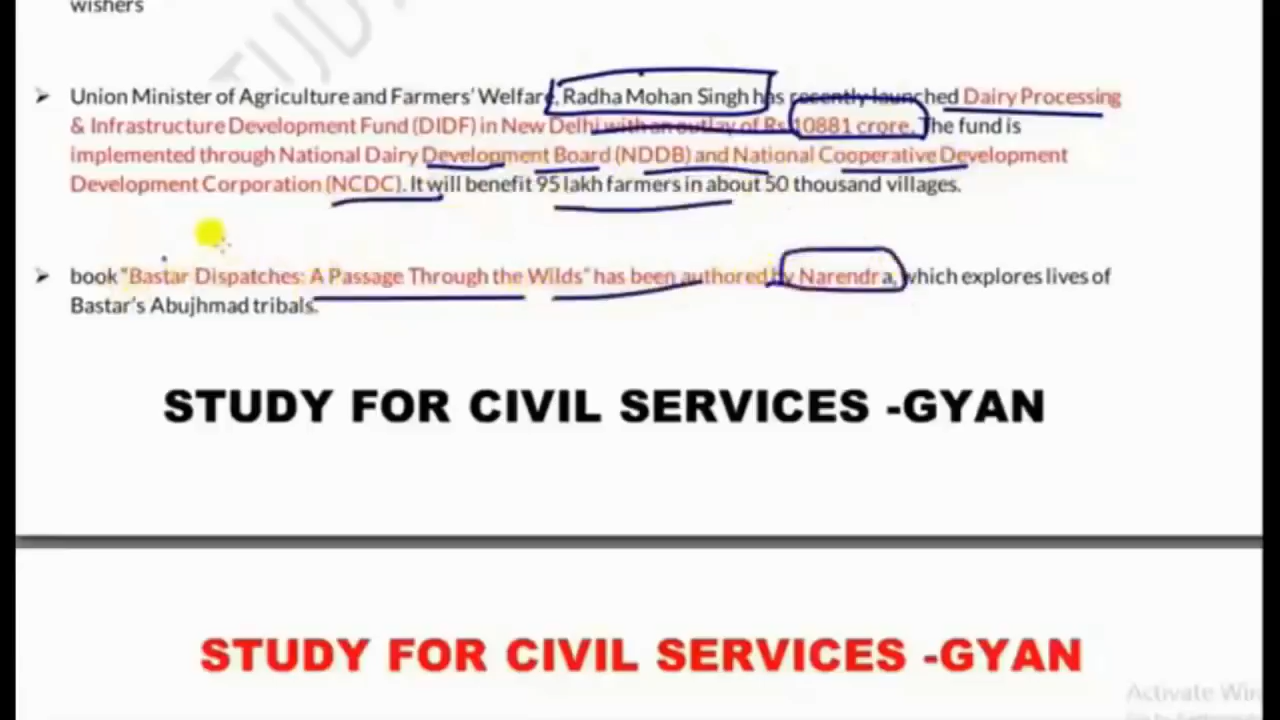 wishers
STUDY
➤ Union Minister of Agriculture and Farmers' Welfare, Radha Mohan Singh has recently launched Dairy Processing
& Infrastructure Development Fund (DIDF) in New Delhi with an outlay of Rs 10881 crore. The fund is
implemented through National Dairy Development Board (NDDB) and National Cooperative Development
Development Corporation (NCDC). It will benefit 95 lakh farmers in about 50 thousand villages.
➤ book "Bastar Dispatches: A Passage Through the Wilds" has been authored by Narendra, which explores lives of
Bastar's Abujhmad tribals.
STUDY FOR CIVIL SERVICES -GYAN
STUDY FOR CIVIL SERVICES -GYAN
Activate Win